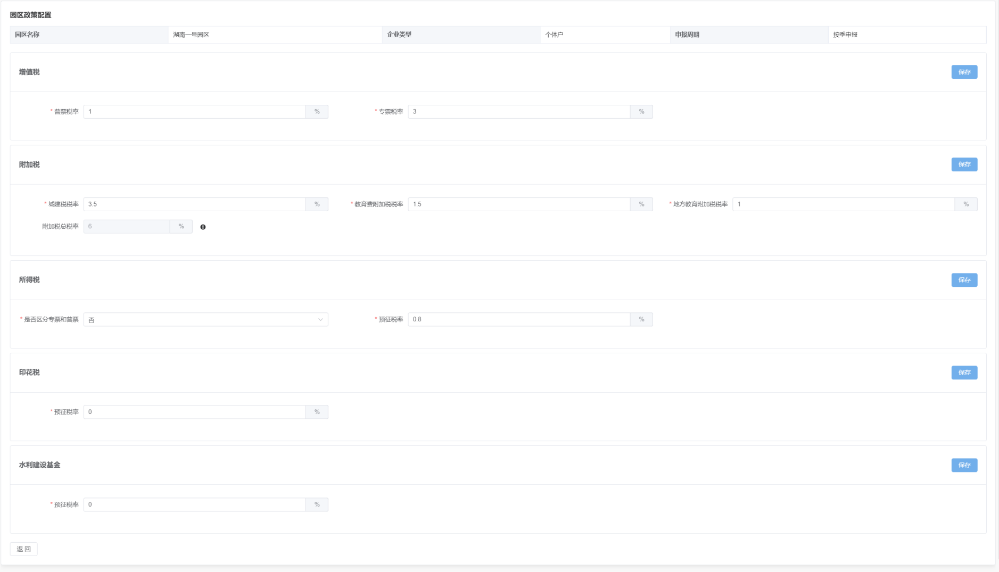 园区政策配置
园区名称 湖南一号园区 企业类型 个体户 申报周期 按季申报
增值税 保存
* 普票税率 1 % * 专票税率 3 %
附加税 保存
* 城建税税率 3.5 % * 教育费附加税税率 1.5 % * 地方教育附加税税率 1 %
附加税总税率 6 %
所得税 保存
* 是否区分专票和普票 否 * 预征税率 0.8 %
印花税 保存
* 预征税率 0 %
水利建设基金 保存
* 预征税率 0 %
返 回